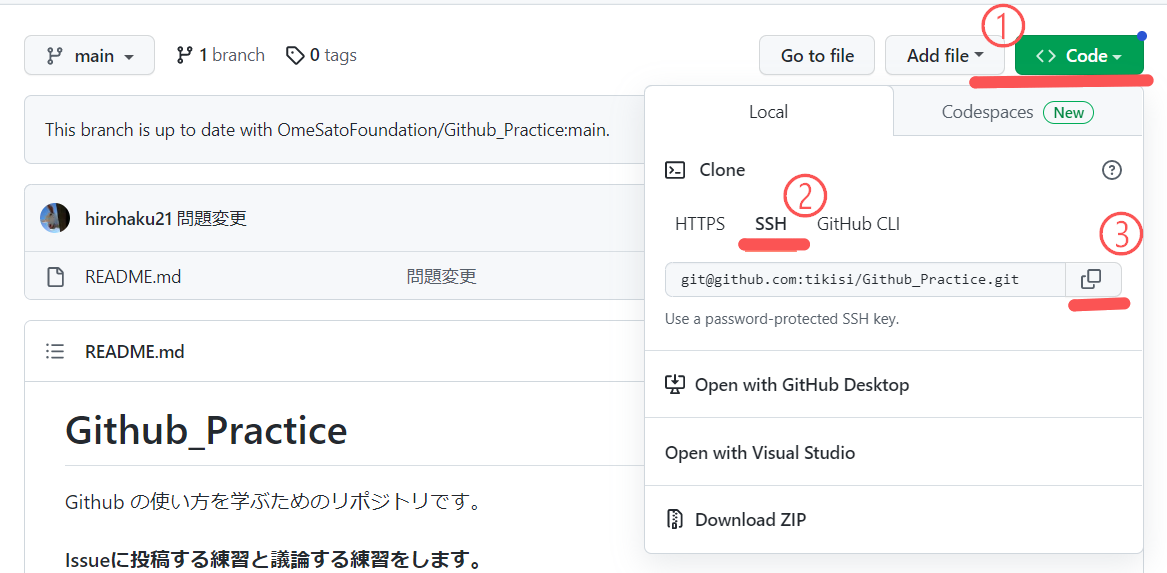 ①
main 1 branch 0 tags Go to file Add file <> Code
This branch is up to date with OmeSatoFoundation/Github_Practice:main.
Local Codespaces New
Clone
②
hirohaku21 問題変更
HTTPS SSH GitHub CLI
③
README.md 問題変更
git@github.com:tikisi/Github_Practice.git
Use a password-protected SSH key.
README.md
Open with GitHub Desktop
Github_Practice
Open with Visual Studio
Github の使い方を学ぶためのリポジトリです。
Download ZIP
Issueに投稿する練習と議論する練習をします。